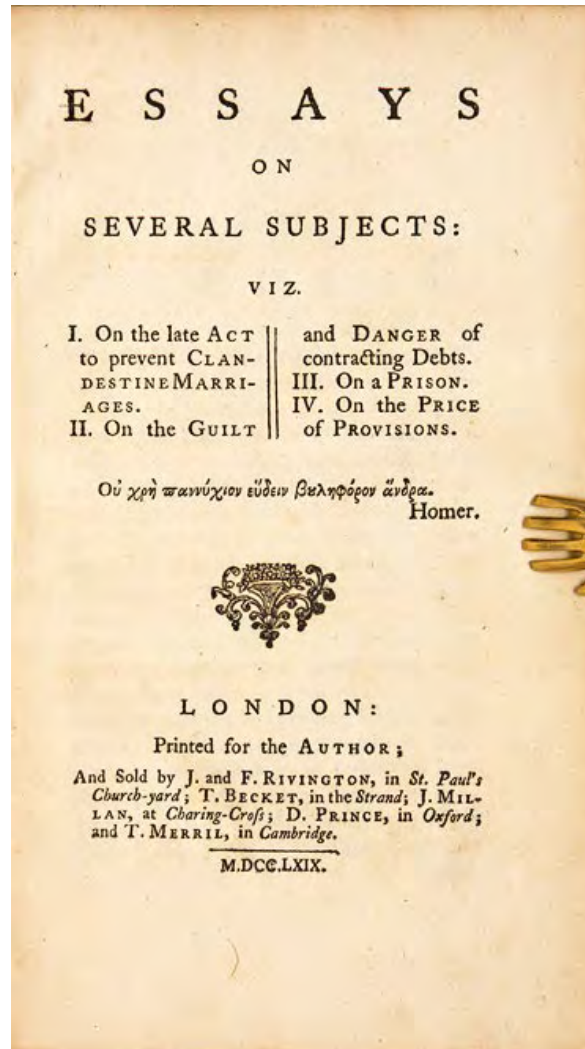 ESSAYS
ON
SEVERAL SUBJECTS:
VIZ.
I. On the late ACT
to prevent CLAN-
DESTINE MARRI-
AGES.
II. On the GUILT
and DANGER of
contracting Debts.
III. On a PRISON.
IV. On the PRICE
of PROVISIONS.
Οὐ χρὴ ϖαννύχιον εὕδειν βȣληφόρον ἄνδρα.
Homer.
LONDON:
Printed for the AUTHOR;
And Sold by J. and F. RIVINGTON, in St. Paul's
Church-yard; T. BECKET, in the Strand; J. MIL-
LAN, at Charing-Croſs; D. PRINCE, in Oxford;
and T. MERRIL, in Cambridge.
M.DCC.LXIX.